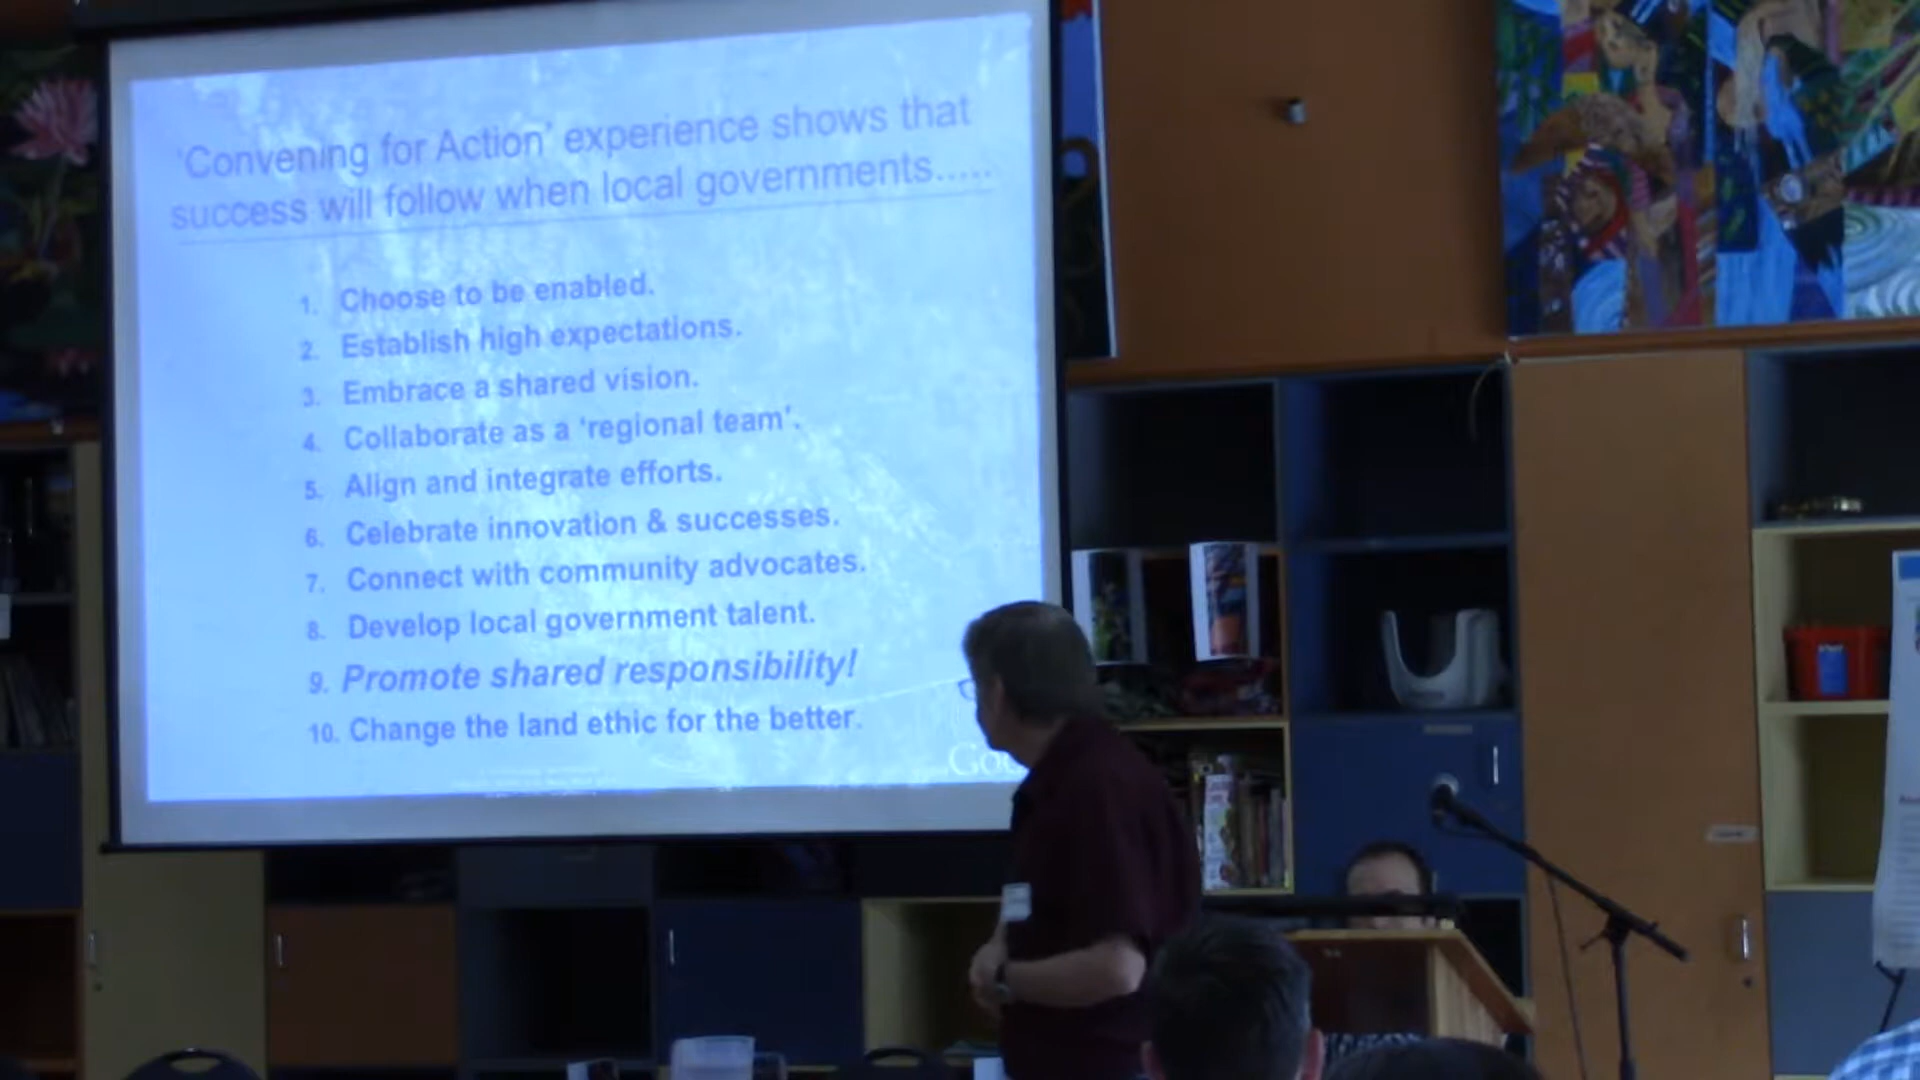 'Convening for Action' experience shows that
success will follow when local governments.....
1. Choose to be enabled.
2. Establish high expectations.
3. Embrace a shared vision.
4. Collaborate as a 'regional team'.
5. Align and integrate efforts.
6. Celebrate innovation & successes.
7. Connect with community advocates.
8. Develop local government talent.
9. Promote shared responsibility!
10. Change the land ethic for the better.